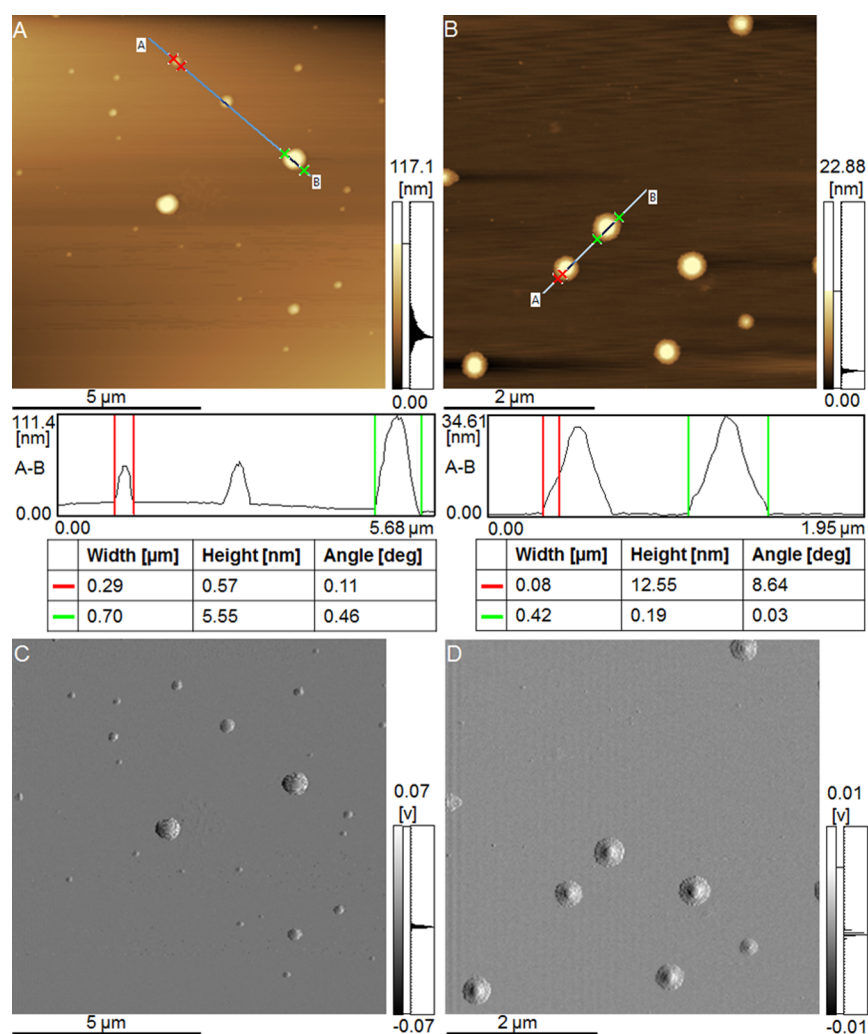 A
A
B
117.1
[nm]
0.00
5 µm
B
A
B
22.88
[nm]
0.00
2 µm
111.4
[nm]
A-B
0.00
0.00
5.68 µm
Width [µm] Height [nm] Angle [deg]
0.29 0.57 0.11
0.70 5.55 0.46
34.61
[nm]
A-B
0.00
0.00
1.95 µm
Width [µm] Height [nm] Angle [deg]
0.08 12.55 8.64
0.42 0.19 0.03
C
0.07
[v]
-0.07
5 µm
D
0.01
[v]
-0.01
2 µm